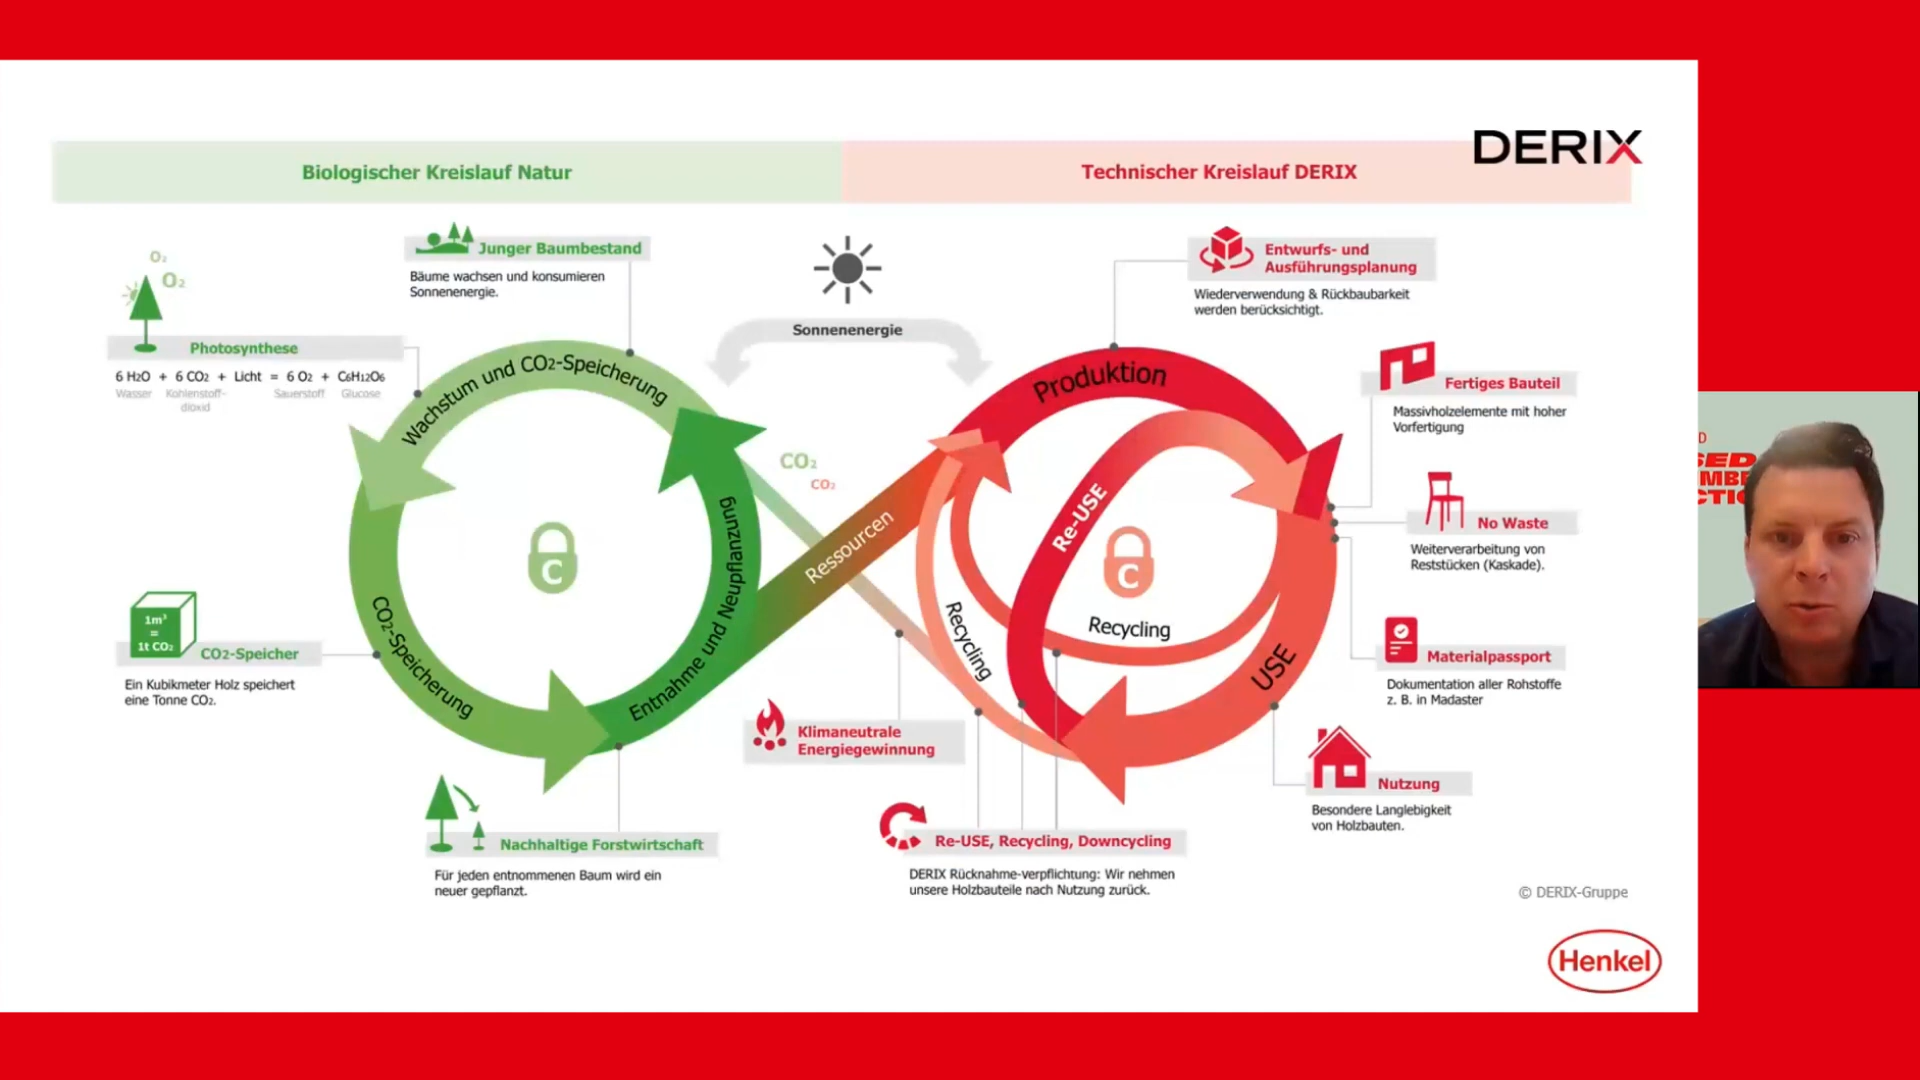 DERIX
Biologischer Kreislauf Natur
Technischer Kreislauf DERIX
Junger Baumbestand
Bäume wachsen und konsumieren
Sonnenenergie.
O₂
O₂
Photosynthese
6 H₂O + 6 CO₂ + Licht = 6 O₂ + C₆H₁₂O₆
Wasser Kohlenstoff- Sauerstoff Glucose
dioxid
Sonnenenergie
Entwurfs- und
Ausführungsplanung
Wiederverwendung & Rückbaubarkeit
werden berücksichtigt.
Fertiges Bauteil
Massivholzelemente mit hoher
Vorfertigung
Wachstum und CO₂-Speicherung
Produktion
CO₂
CO₂
Ressourcen
Re-USE
No Waste
Weiterverarbeitung von
Reststücken (Kaskade).
C
C
1m³
=
1t CO₂
CO₂-Speicher
Ein Kubikmeter Holz speichert
eine Tonne CO₂.
CO₂-Speicherung
Entnahme und Neupflanzung
Recycling
Recycling
USE
Materialpassport
Dokumentation aller Rohstoffe
z. B. in Madaster
Klimaneutrale
Energiegewinnung
Nutzung
Besondere Langlebigkeit
von Holzbauten.
Nachhaltige Forstwirtschaft
Für jeden entnommenen Baum wird ein
neuer gepflanzt.
Re-USE, Recycling, Downcycling
DERIX Rücknahme-verpflichtung: Wir nehmen
unsere Holzbauteile nach Nutzung zurück.
© DERIX-Gruppe
Henkel